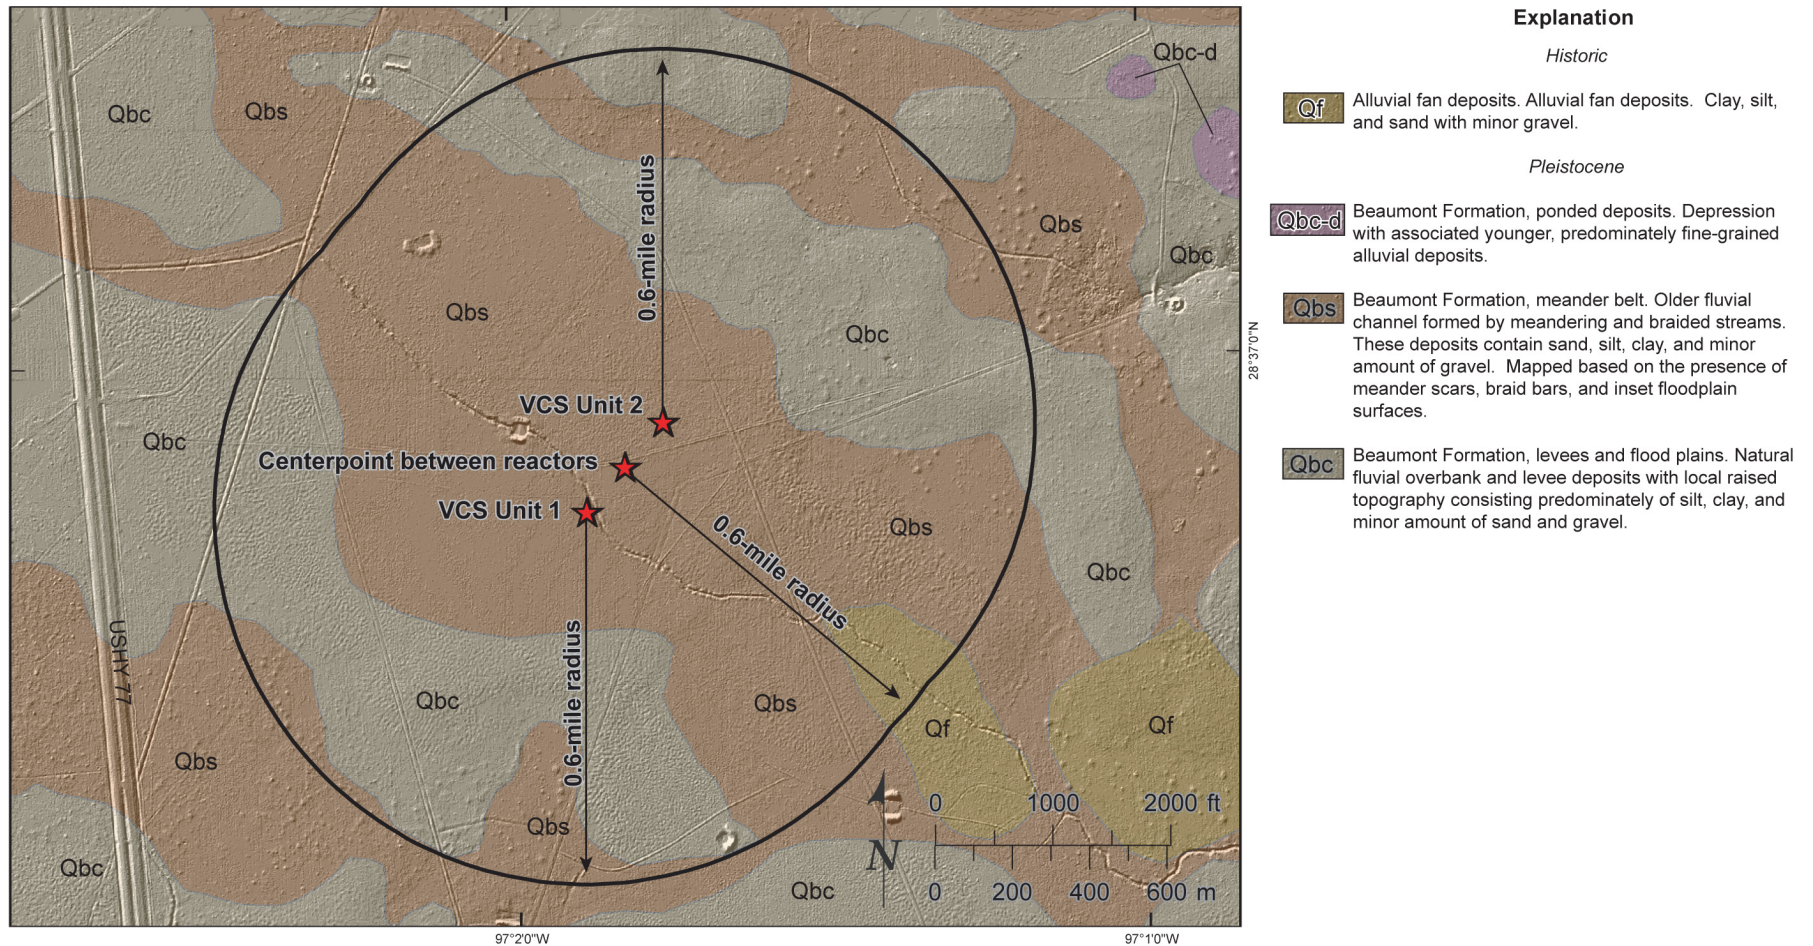 Qbc-d
Qbc
Qbs
Qbs
Qbc
0.6-mile radius
Qbs
Qbc
28°37'0"N
VCS Unit 2
Qbc
Centerpoint between reactors
VCS Unit 1
Qbs
0.6-mile radius
Qbc
USHY 77
0.6-mile radius
Qbc
Qbs
Qf
Qf
Qbs
Qbs
Qbc
Qbc
N
0 1000 2000 ft
0 200 400 600 m
97°2'0"W
97°1'0"W
Explanation
Historic
Qf
Alluvial fan deposits. Alluvial fan deposits. Clay, silt,
and sand with minor gravel.
Pleistocene
Qbc-d
Beaumont Formation, ponded deposits. Depression
with associated younger, predominately fine-grained
alluvial deposits.
Qbs
Beaumont Formation, meander belt. Older fluvial
channel formed by meandering and braided streams.
These deposits contain sand, silt, clay, and minor
amount of gravel. Mapped based on the presence of
meander scars, braid bars, and inset floodplain
surfaces.
Qbc
Beaumont Formation, levees and flood plains. Natural
fluvial overbank and levee deposits with local raised
topography consisting predominately of silt, clay, and
minor amount of sand and gravel.